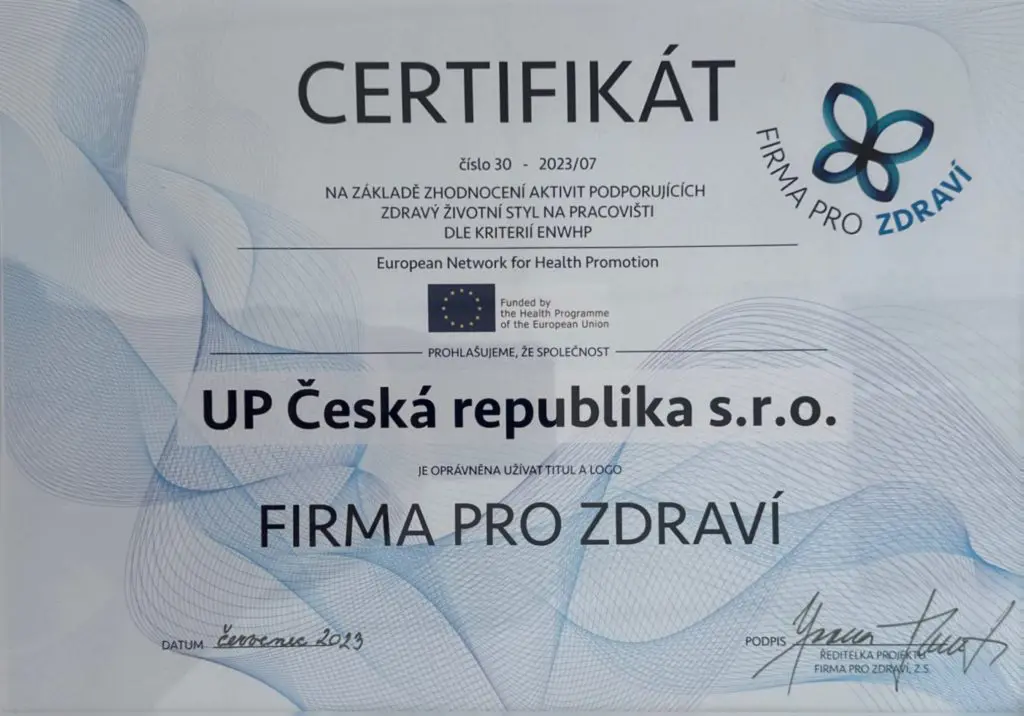 CERTIFIKÁT
FIRMA PRO ZDRAVÍ
číslo 30 - 2023/07
NA ZÁKLADĚ ZHODNOCENÍ AKTIVIT PODPORUJÍCÍCH
ZDRAVÝ ŽIVOTNÍ STYL NA PRACOVIŠTI
DLE KRITERIÍ ENWHP
European Network for Health Promotion
Funded by
the Health Programme
of the European Union
PROHLAŠUJEME, ŽE SPOLEČNOST
UP Česká republika s.r.o.
JE OPRÁVNĚNA UŽÍVAT TITUL A LOGO
FIRMA PRO ZDRAVÍ
DATUM červenec 2023
PODPIS
ŘEDITELKA PROJEKTU
FIRMA PRO ZDRAVÍ, Z.S.